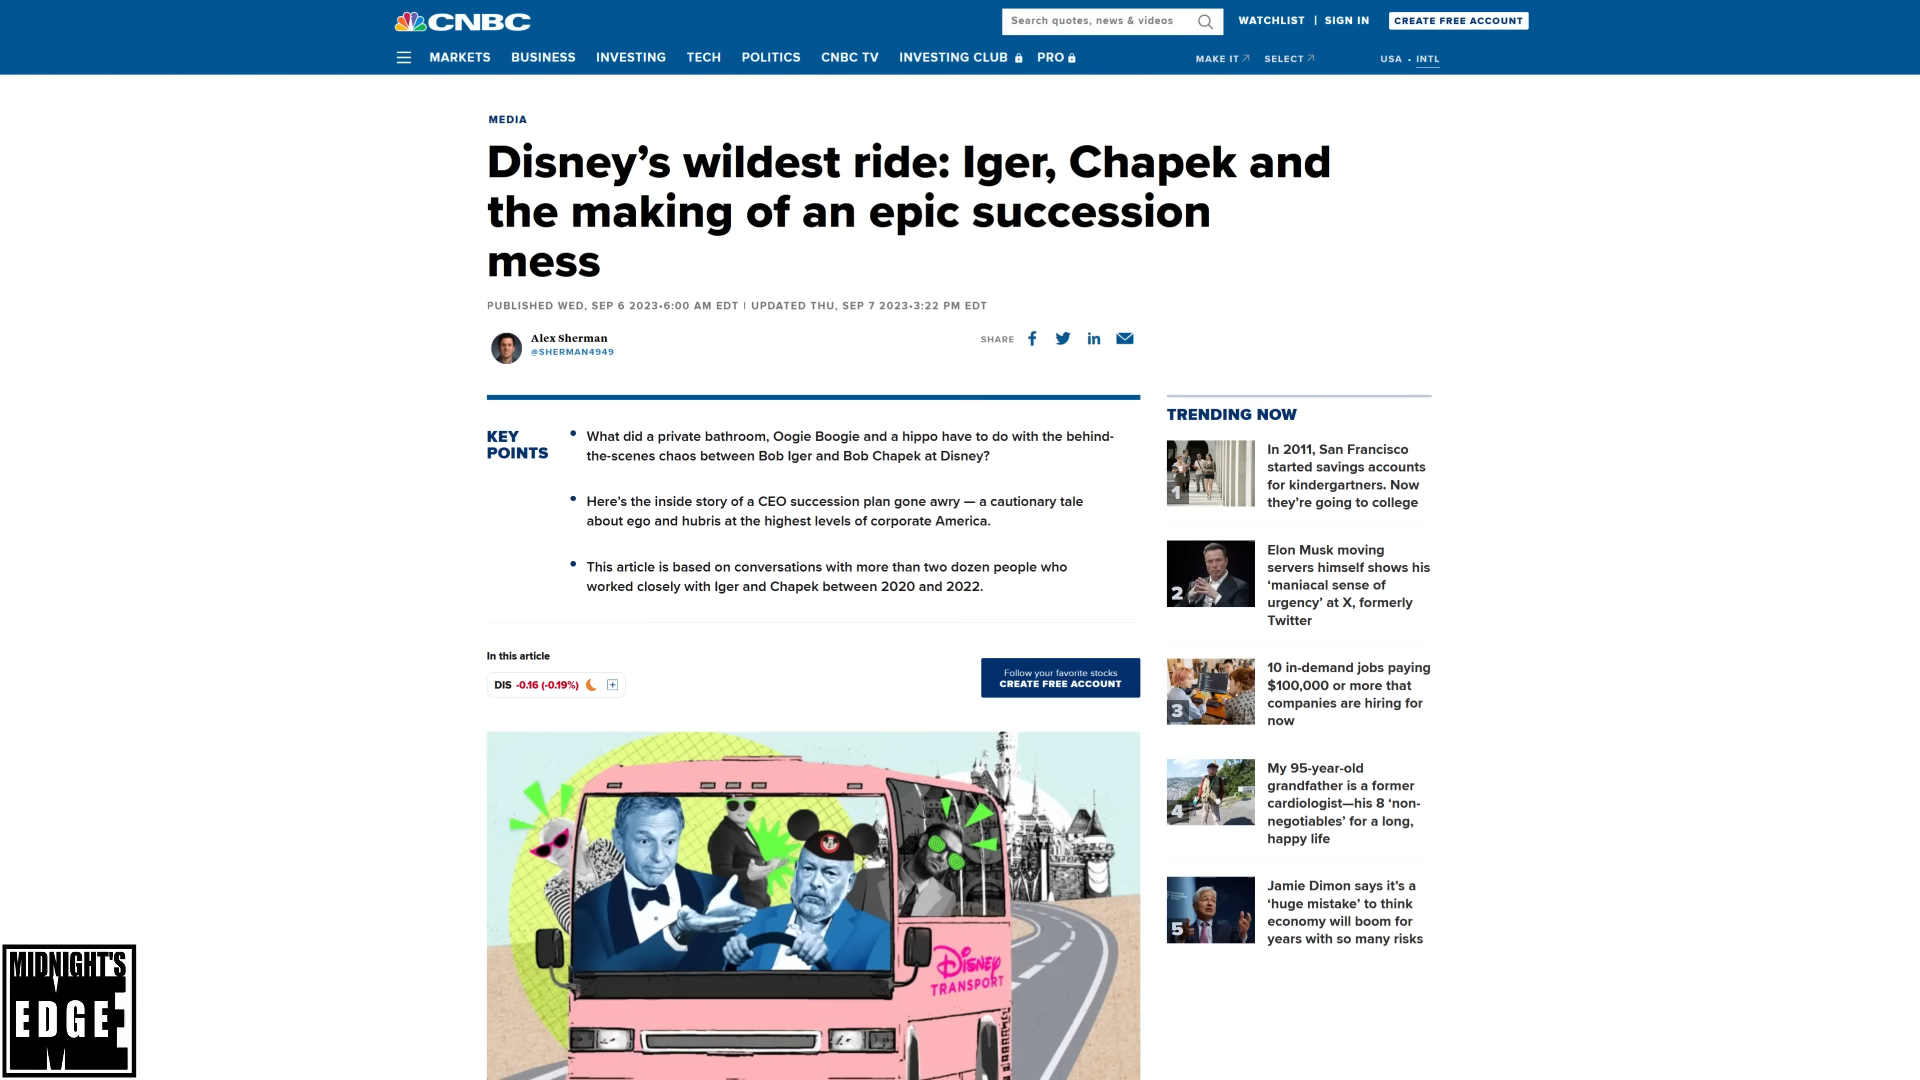 CNBC
Search quotes, news & videos
WATCHLIST | SIGN IN
CREATE FREE ACCOUNT
MARKETS BUSINESS INVESTING TECH POLITICS CNBC TV INVESTING CLUB PRO
MAKE IT SELECT
USA • INTL
MEDIA
Disney’s wildest ride: Iger, Chapek and
the making of an epic succession
mess
PUBLISHED WED, SEP 6 2023•6:00 AM EDT | UPDATED THU, SEP 7 2023•3:22 PM EDT
Alex Sherman
@SHERMAN4949
SHARE
KEY
POINTS
• What did a private bathroom, Oogie Boogie and a hippo have to do with the behind-
the-scenes chaos between Bob Iger and Bob Chapek at Disney?
• Here’s the inside story of a CEO succession plan gone awry — a cautionary tale
about ego and hubris at the highest levels of corporate America.
• This article is based on conversations with more than two dozen people who
worked closely with Iger and Chapek between 2020 and 2022.
In this article
DIS -0.16 (-0.19%)
Follow your favorite stocks
CREATE FREE ACCOUNT
Disney
TRANSPORT
TRENDING NOW
1
In 2011, San Francisco
started savings accounts
for kindergartners. Now
they’re going to college
2
Elon Musk moving
servers himself shows his
‘maniacal sense of
urgency’ at X, formerly
Twitter
3
10 in-demand jobs paying
$100,000 or more that
companies are hiring for
now
4
My 95-year-old
grandfather is a former
cardiologist—his 8 ‘non-
negotiables’ for a long,
happy life
5
Jamie Dimon says it’s a
‘huge mistake’ to think
economy will boom for
years with so many risks
MIDNIGHT'S
EDGE